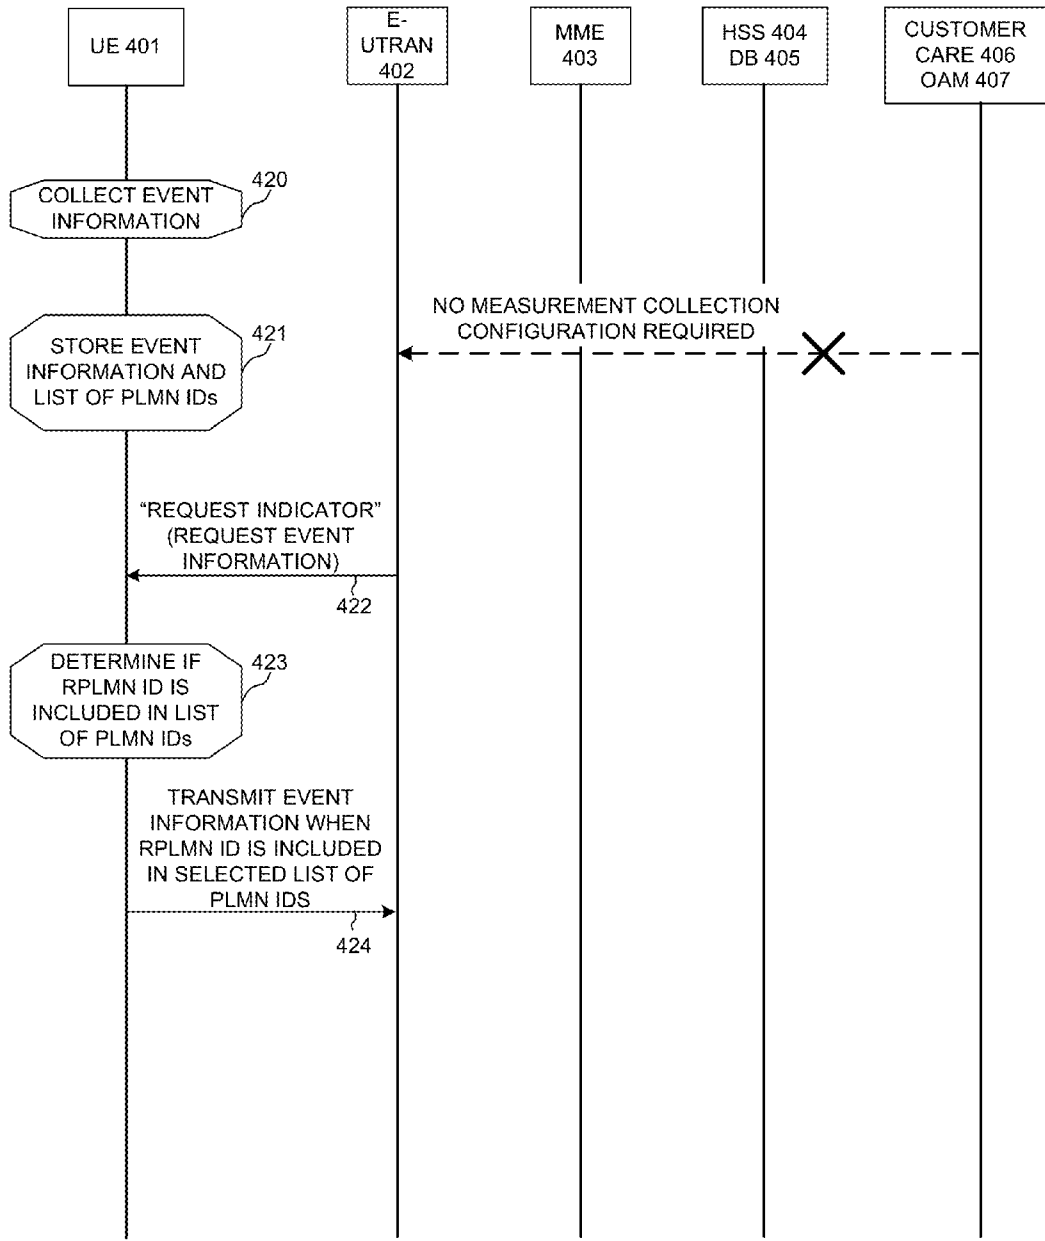 UE 401
E-
UTRAN
402
MME
403
HSS 404
DB 405
CUSTOMER
CARE 406
OAM 407
COLLECT EVENT
INFORMATION
420
NO MEASUREMENT COLLECTION
CONFIGURATION REQUIRED
STORE EVENT
INFORMATION AND
LIST OF PLMN IDs
421
“REQUEST INDICATOR”
(REQUEST EVENT
INFORMATION)
422
DETERMINE IF
RPLMN ID IS
INCLUDED IN LIST
OF PLMN IDs
423
TRANSMIT EVENT
INFORMATION WHEN
RPLMN ID IS INCLUDED
IN SELECTED LIST OF
PLMN IDS
424